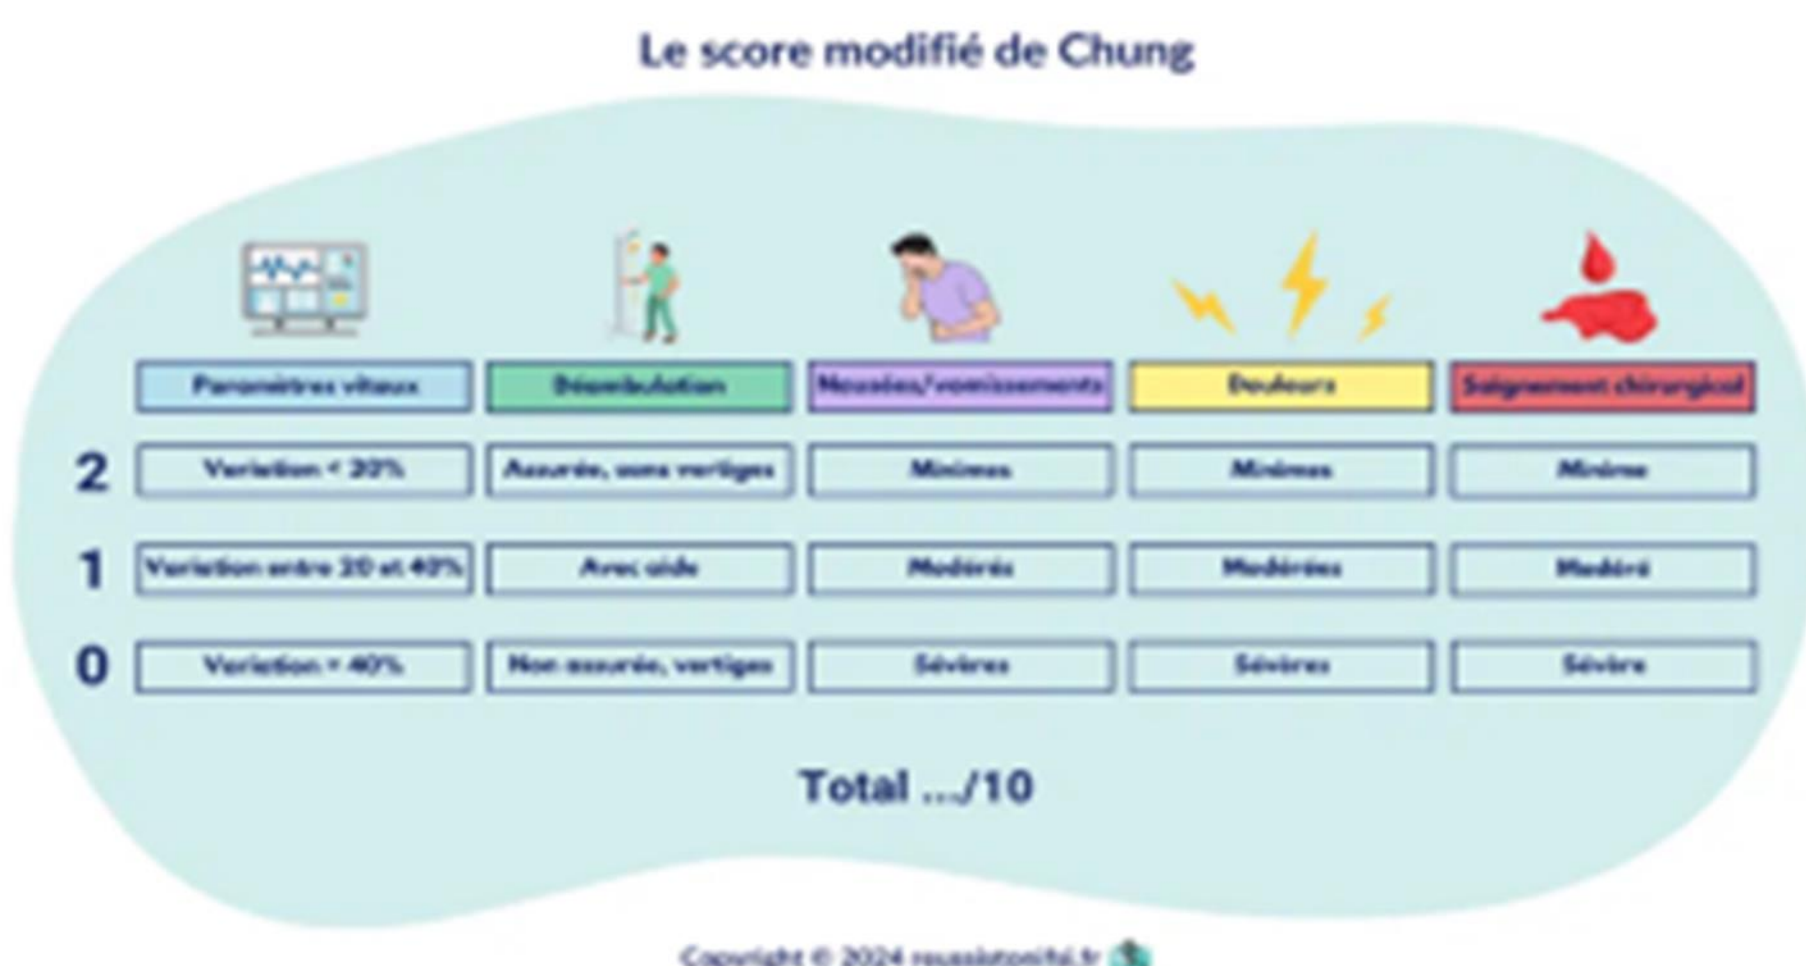 Le score modifié de Chung
Paramètres vitaux Déambulation Nausées/vomissements Douleurs Saignement chirurgical
2 Variation < 20% Assurée, sans vertiges Minimes Minimes Minime
1 Variation entre 20 et 40% Avec aide Modérés Modérées Modéré
0 Variation 40% Non assurée, vertiges Sévères Sévères Sévère
Total .../10
Copyright © 2024 reussistonifsi.fr